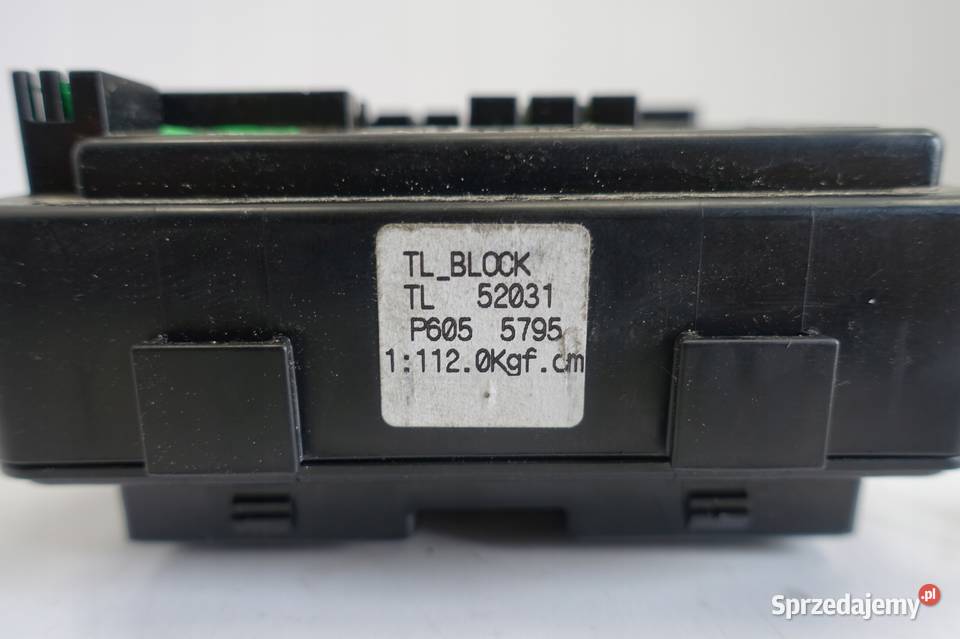 TL_BLOCK
TL 52031
P605 5795
1:112.0Kgf.cm
Sprzedajemy.pl